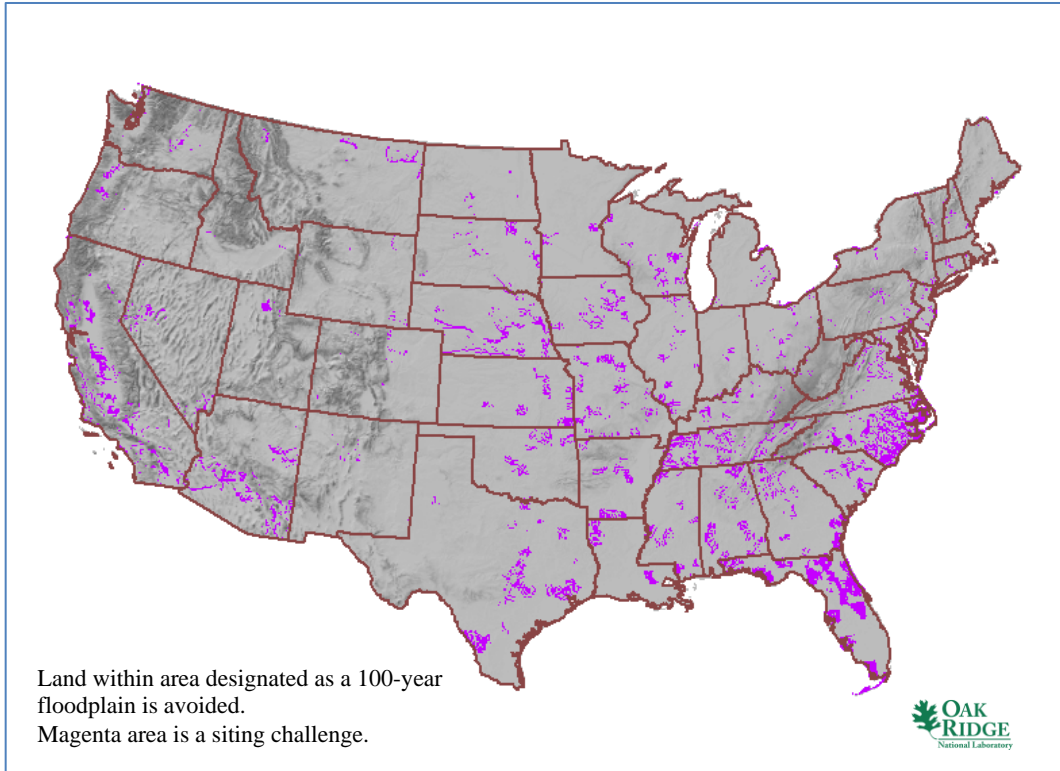 Land within area designated as a 100-year
floodplain is avoided.
Magenta area is a siting challenge.
OAK
RIDGE
National Laboratory